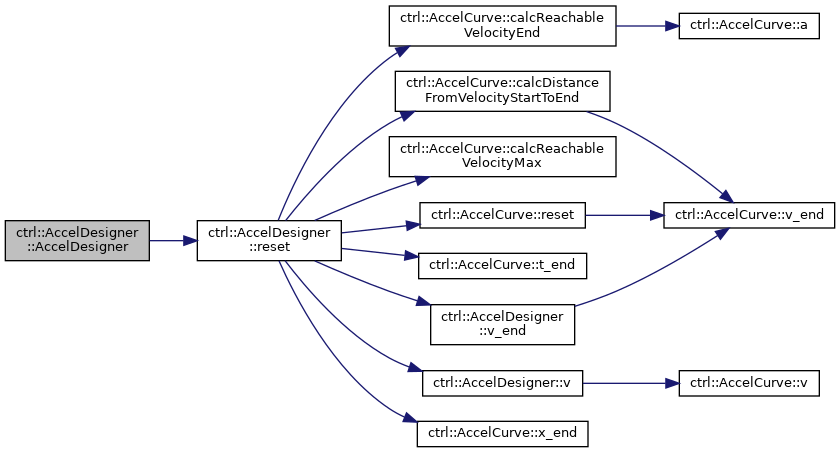 ctrl::AccelDesigner
::AccelDesigner
ctrl::AccelDesigner
::reset
ctrl::AccelCurve::calcReachable
VelocityEnd
ctrl::AccelCurve::a
ctrl::AccelCurve::calcDistance
FromVelocityStartToEnd
ctrl::AccelCurve::calcReachable
VelocityMax
ctrl::AccelCurve::reset
ctrl::AccelCurve::v_end
ctrl::AccelCurve::t_end
ctrl::AccelDesigner
::v_end
ctrl::AccelDesigner::v
ctrl::AccelCurve::v
ctrl::AccelCurve::x_end